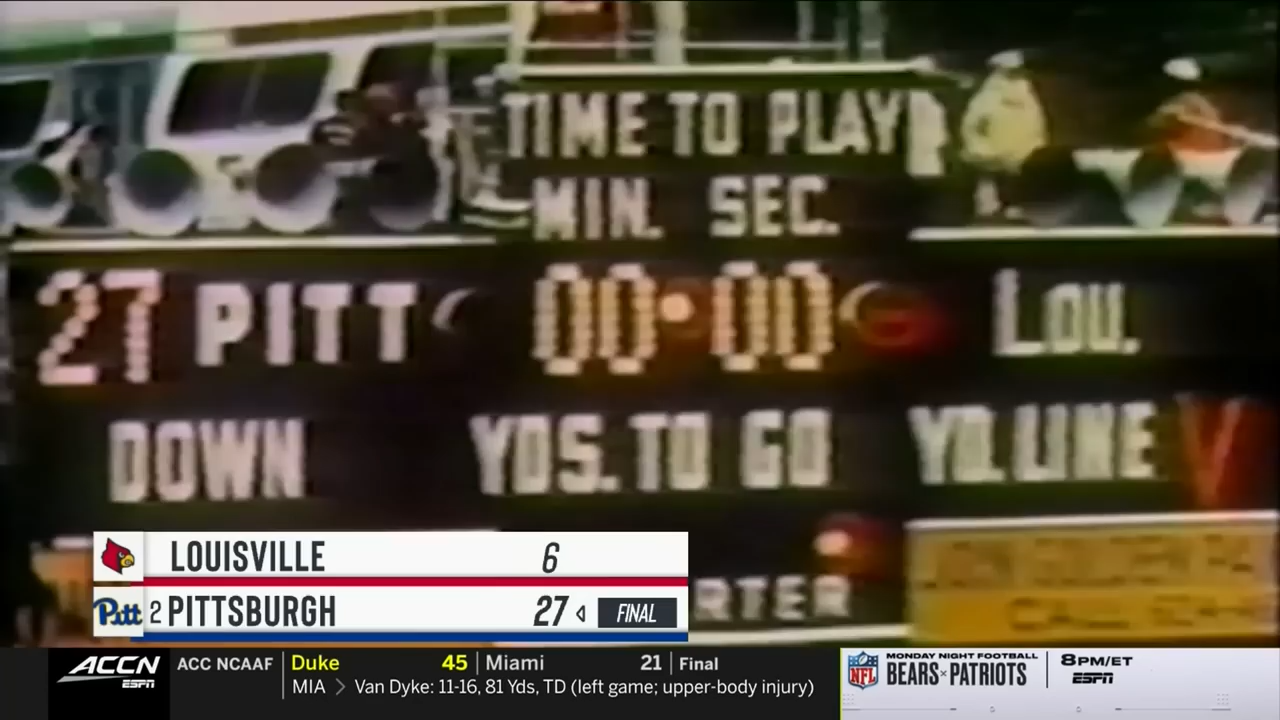 TIME TO PLAY
MIN. SEC.
27 PITT 00:00 LOU.
DOWN YDS. TO GO YD. LINE
LOUISVILLE 6
Pitt 2 PITTSBURGH 27 FINAL
RTER
ACCN
ESPN
ACC NCAAF Duke 45 Miami 21 Final
MIA > Van Dyke: 11-16, 81 Yds, TD (left game; upper-body injury)
NFL
MONDAY NIGHT FOOTBALL
BEARS × PATRIOTS
8PM/ET
ESPN